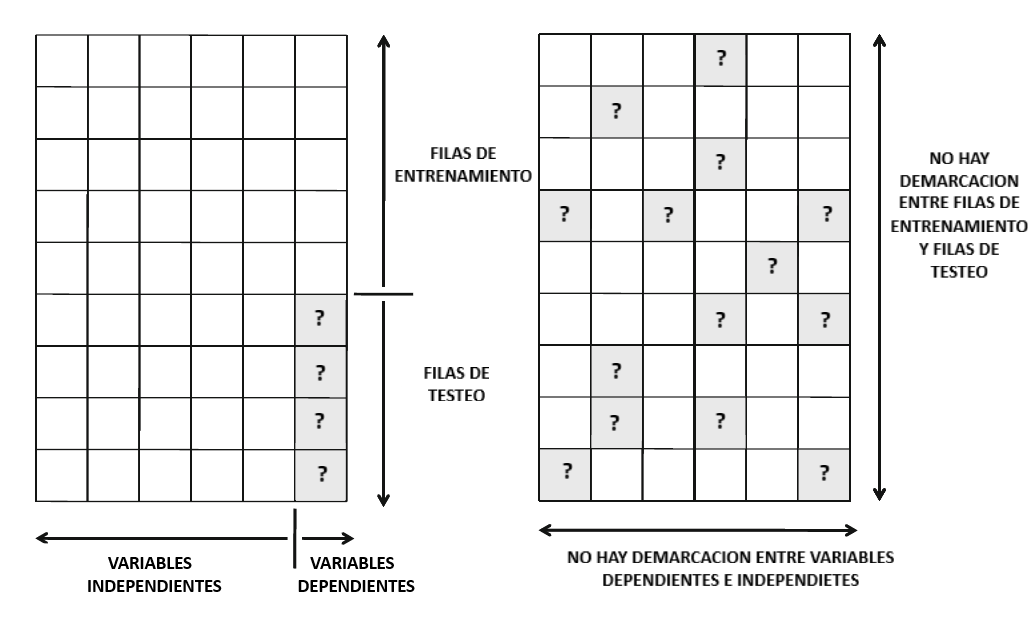 FILAS DE
ENTRENAMIENTO
FILAS DE
TESTEO
?
?
?
?
VARIABLES
INDEPENDIENTES
VARIABLES
DEPENDIENTES
?
?
?
? ? ?
?
? ?
?
? ?
? ?
NO HAY
DEMARCACION
ENTRE FILAS DE
ENTRENAMIENTO
Y FILAS DE
TESTEO
NO HAY DEMARCACION ENTRE VARIABLES
DEPENDIENTES E INDEPENDIETES